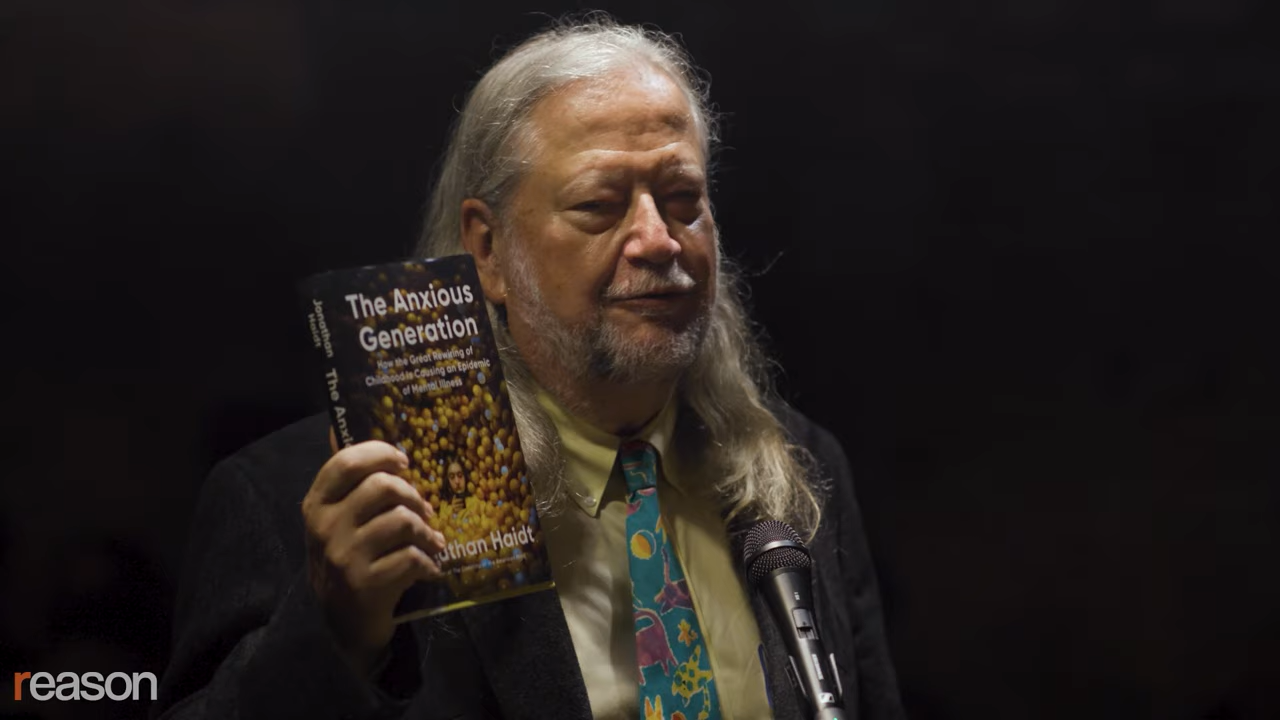 The Anxious
Generation
How the Great Rewiring of
Childhood Is Causing an Epidemic
of Mental Illness
Jonathan
Haidt
The Anxi
athan Haidt
reason